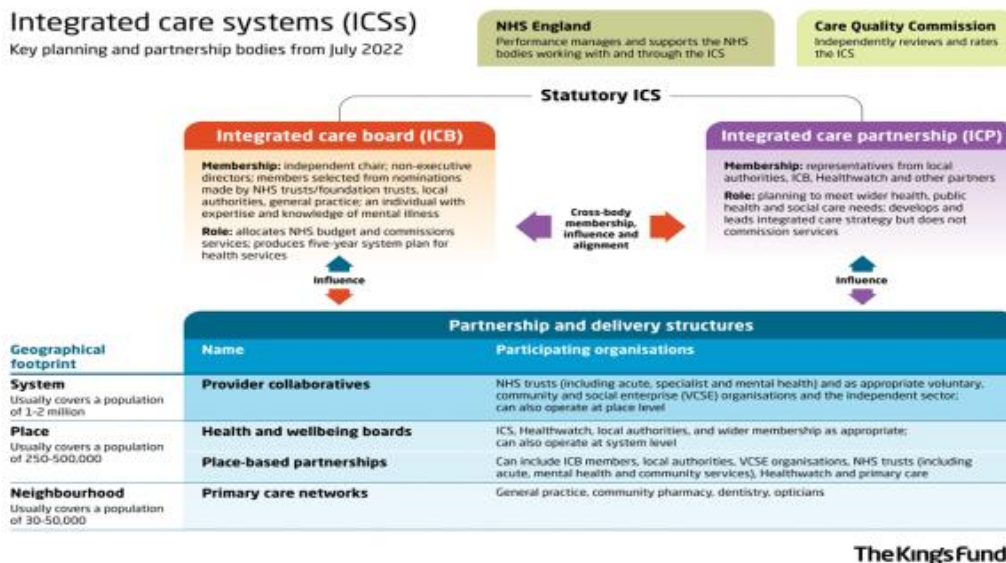 Integrated care systems (ICSs)
Key planning and partnership bodies from July 2022
NHS England
Performance manages and supports the NHS
bodies working with and through the ICS
Care Quality Commission
Independently reviews and rates
the ICS
Statutory ICS
Integrated care board (ICB)
Membership: independent chair; non-executive
directors; members selected from nominations
made by NHS trusts/foundation trusts, local
authorities, general practice; an individual with
expertise and knowledge of mental illness
Role: allocates NHS budget and commissions
services; produces five-year system plan for
health services
Cross-body
membership,
influence and
alignment
Integrated care partnership (ICP)
Membership: representatives from local
authorities, ICB, Healthwatch and other partners
Role: planning to meet wider health, public
health and social care needs; develops and
leads integrated care strategy but does not
commission services
Influence
Influence
Partnership and delivery structures
Geographical
footprint
Name
Participating organisations
System
Usually covers a population
of 1-2 million
Provider collaboratives
NHS trusts (including acute, specialist and mental health) and as appropriate voluntary,
community and social enterprise (VCSE) organisations and the independent sector;
can also operate at place level
Place
Usually covers a population
of 250-500,000
Health and wellbeing boards
ICS, Healthwatch, local authorities, and wider membership as appropriate;
can also operate at system level
Place-based partnerships
Can include ICB members, local authorities, VCSE organisations, NHS trusts (including
acute, mental health and community services), Healthwatch and primary care
Neighbourhood
Usually covers a population
of 30-50,000
Primary care networks
General practice, community pharmacy, dentistry, opticians
The King's Fund